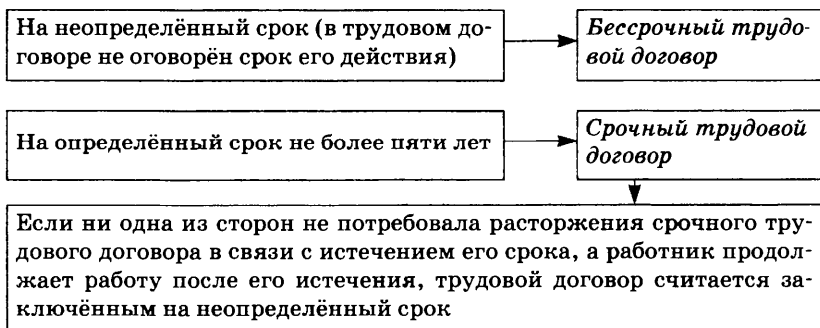 На неопределённый срок (в трудовом до-
говоре не оговорён срок его действия)
Бессрочный трудо-
вой договор
На определённый срок не более пяти лет
Срочный трудовой
договор
Если ни одна из сторон не потребовала расторжения срочного тру-
дового договора в связи с истечением его срока, а работник продол-
жает работу после его истечения, трудовой договор считается за-
ключённым на неопределённый срок